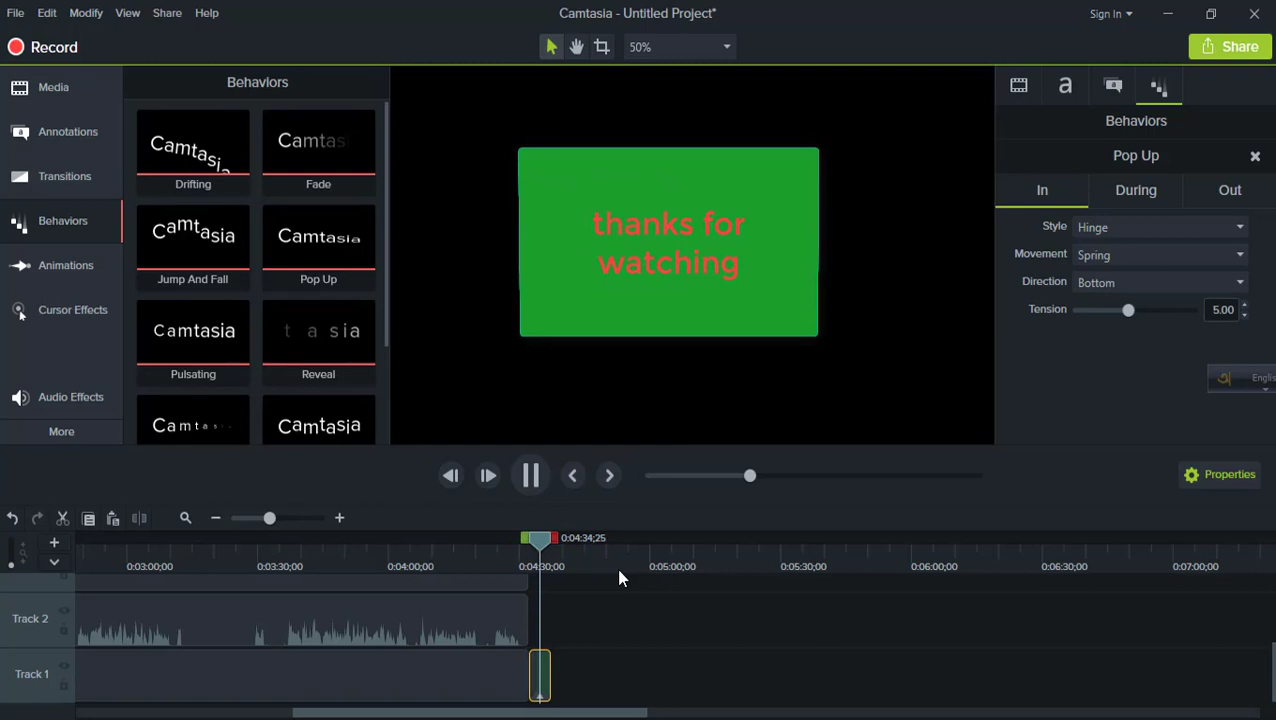 File Edit Modify View Share Help
Camtasia - Untitled Project*
Sign In
Record
50%
Share
Media
Annotations
Transitions
Behaviors
Animations
Cursor Effects
Audio Effects
More
Behaviors
Camtasia
Camtas
Drifting
Fade
Camtasia
Camtasia
Jump And Fall
Pop Up
Camtasia
t a sia
Pulsating
Reveal
Camtas
Camtasia
thanks for
watching
a
Behaviors
Pop Up
In During Out
Style Hinge
Movement Spring
Direction Bottom
Tension 5.00
Englis
Properties
0:04:34;25
0:03:00;00 0:03:30;00 0:04:00;00 0:04:30;00 0:05:00;00 0:05:30;00 0:06:00;00 0:06:30;00 0:07:00;00
Track 2
Track 1